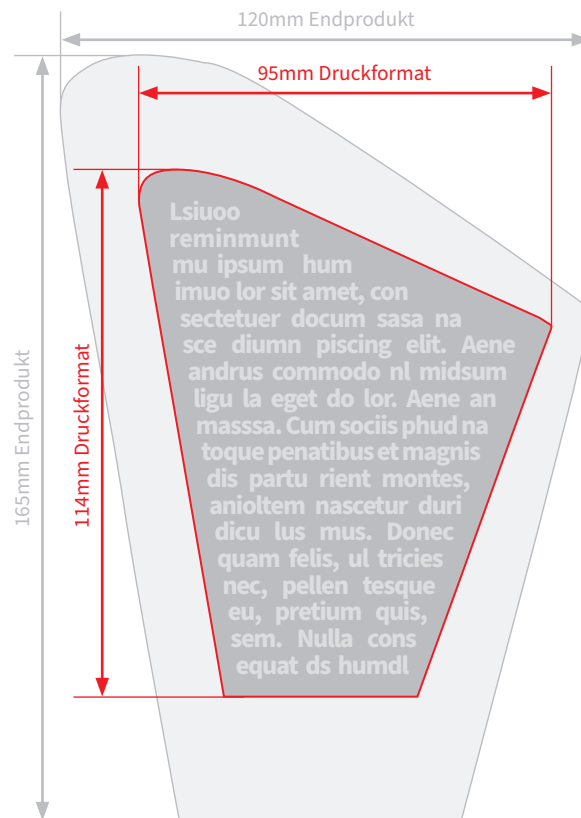 120mm Endprodukt
95mm Druckformat
165mm Endprodukt
114mm Druckformat
Lsiuoo
reminmunt
mu ipsum hum
imuo lor sit amet, con
sectetuer docum sasa na
sce diumn piscing elit. Aene
andrus commodo nl midsum
ligu la eget do lor. Aene an
masssa. Cum sociis phud na
toque penatibus et magnis
dis partu rient montes,
anioltem nascetur duri
dicu lus mus. Donec
quam felis, ul tricies
nec, pellen tesque
eu, pretium quis,
sem. Nulla cons
equat ds humdl